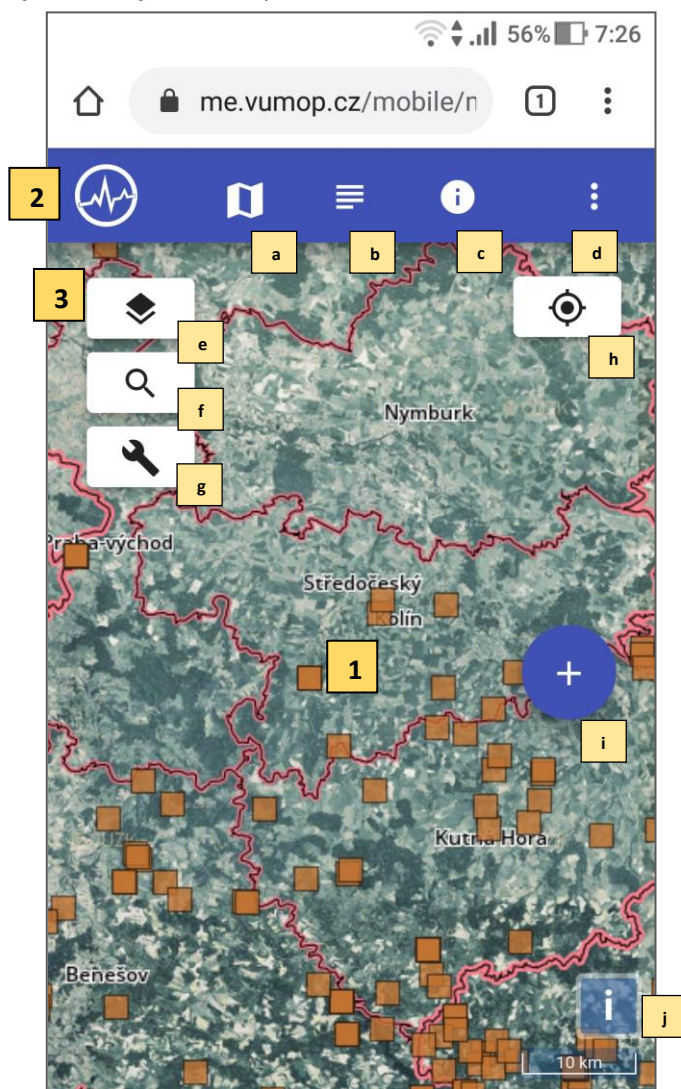 56% 7:26
me.vumop.cz/mobile/n
1
2
a
b
c
d
3
e
h
f
Nymburk
g
Praha-východ
Středočeský
Kolín
1
+
i
Kutná Hora
Benešov
i
j
10 km